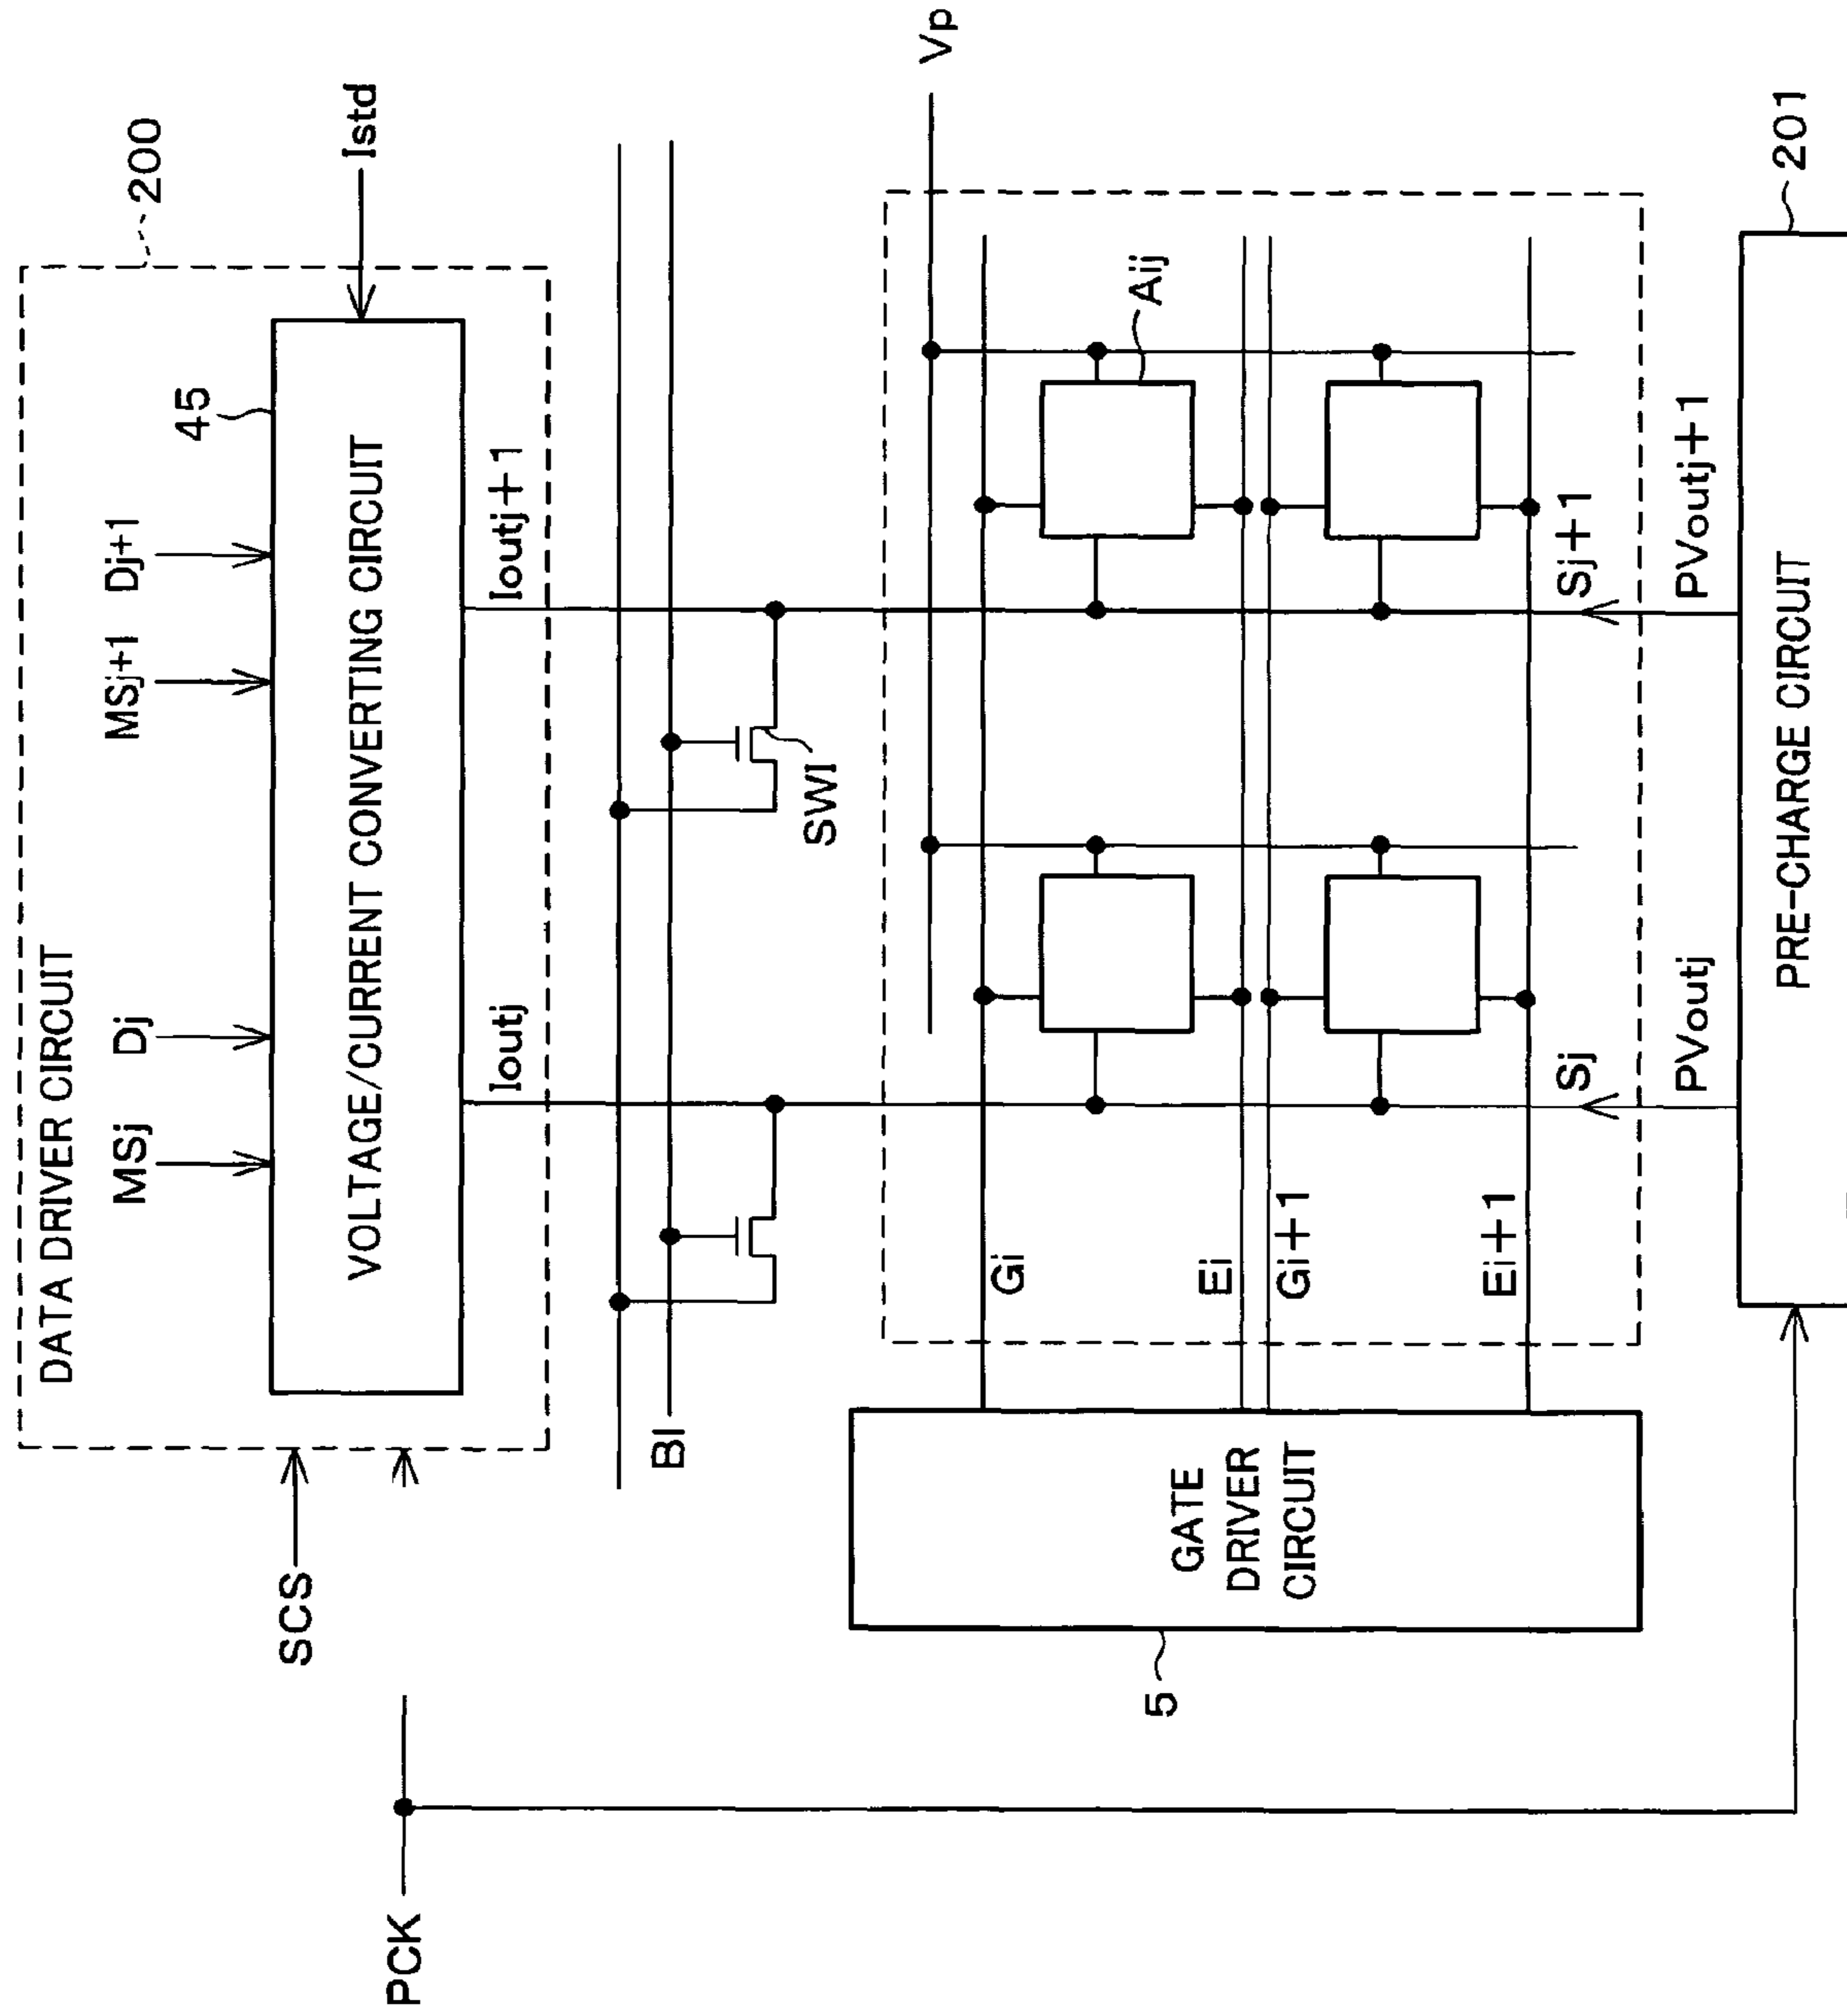 200
DATA DRIVER CIRCUIT
MSj
Dj
MSj+1
Dj+1
45
VOLTAGE/CURRENT CONVERTING CIRCUIT
Istd
SCS
PCK
Ioutj
Ioutj+1
BI
SWI
Vp
Gi
Aij
Ei
Gi+1
Ei+1
GATE
DRIVER
CIRCUIT
5
Sj
Sj+1
PVoutj
PVoutj+1
PRE-CHARGE CIRCUIT
201